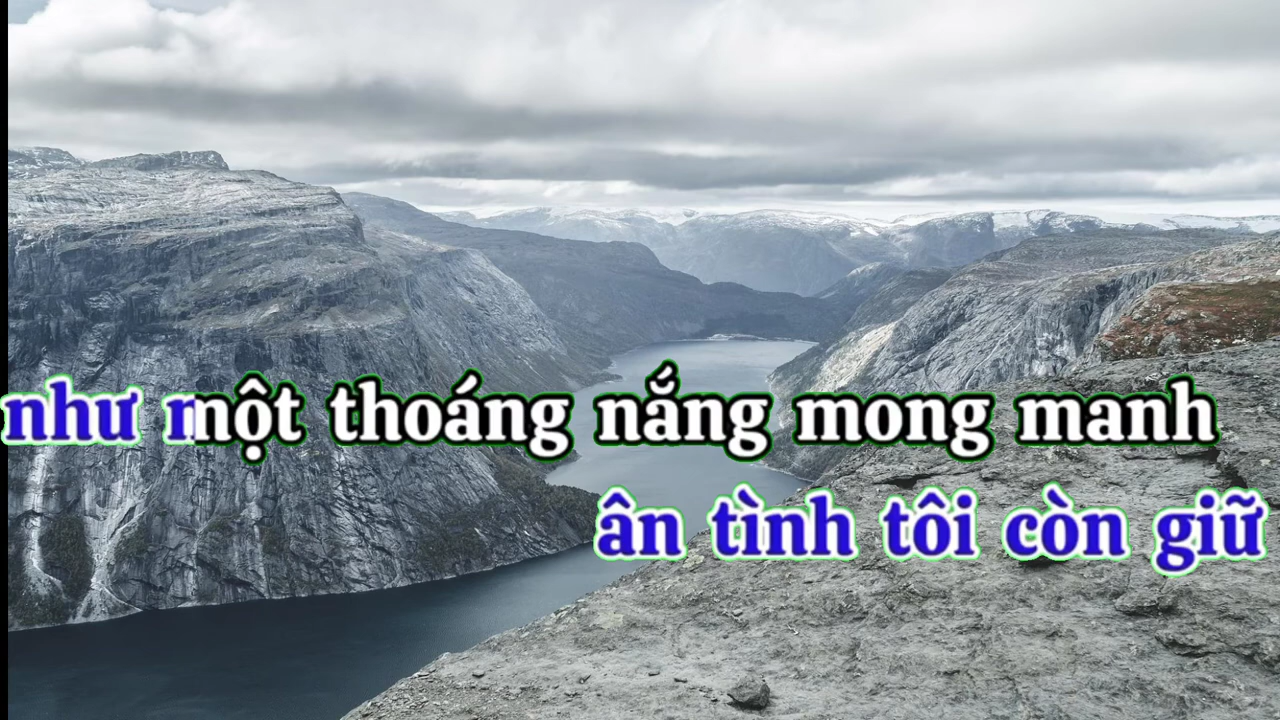 như một thoáng nắng mong manh
ân tình tôi còn giữ